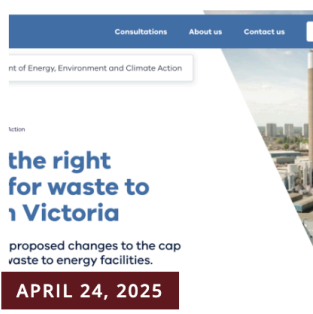 Consultations About us Contact us
nt of Energy, Environment and Climate Action
Action
the right
for waste to
n Victoria
proposed changes to the cap
waste to energy facilities.
APRIL 24, 2025